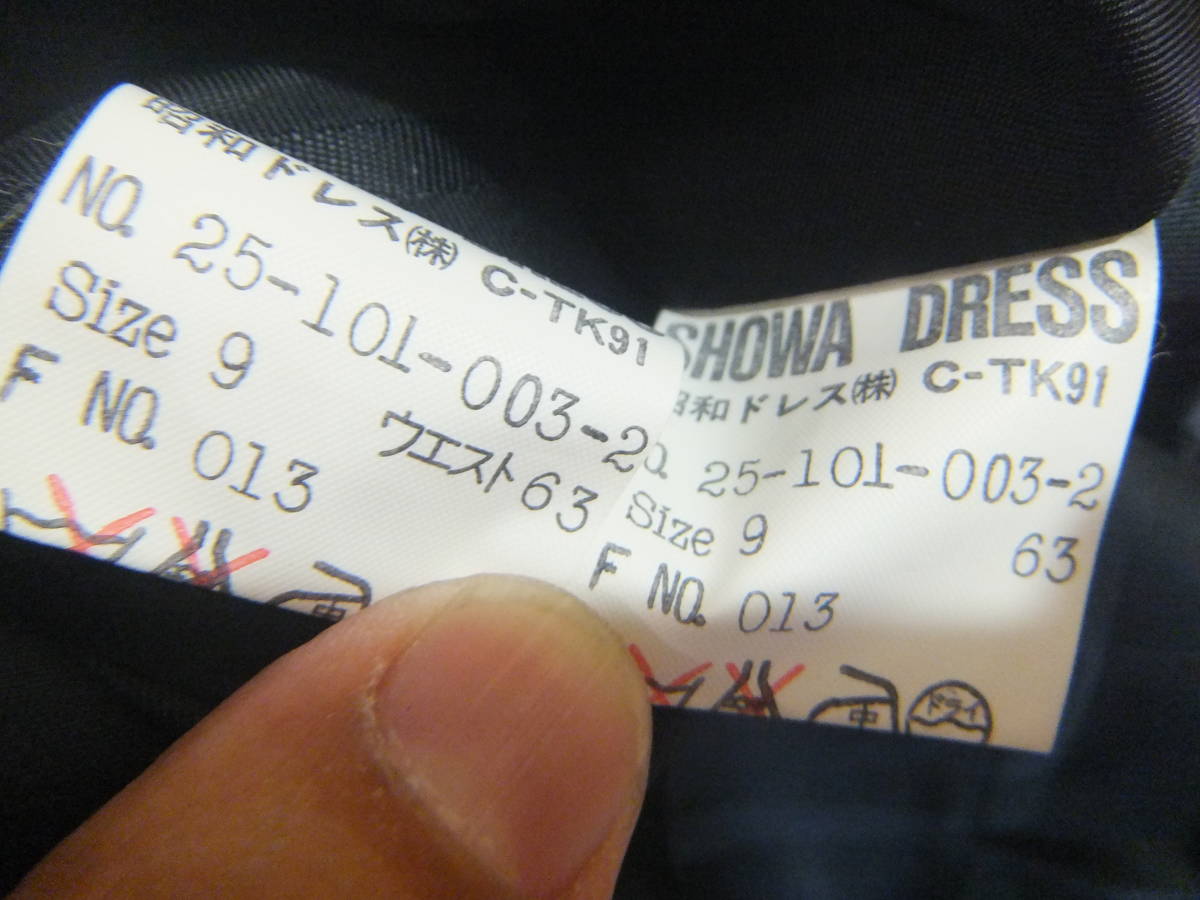 昭和ドレス㈱ C-TK91
NO. 25-101-003-2
Size 9 ウエスト63
F NO. 013
中
SHOWA DRESS
昭和ドレス㈱ C-TK91
25-101-003-2
Size 9 63
F NO. 013
中 ドライ